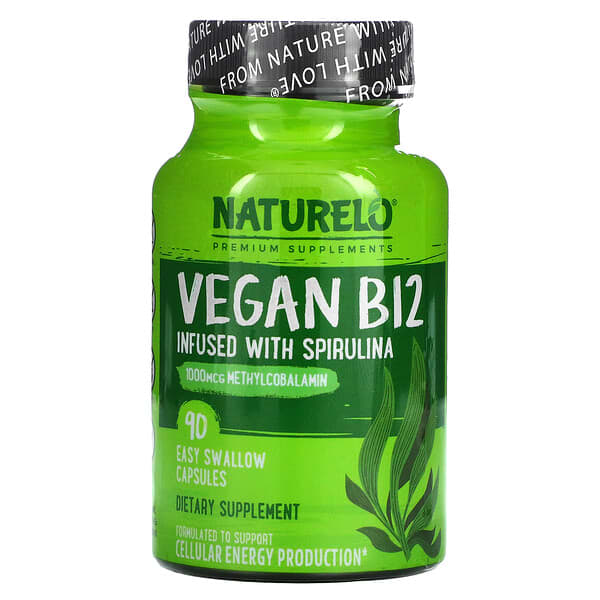 FROM NATURE WITH LOVE®
NATURELO®
PREMIUM SUPPLEMENTS
VEGAN B12
INFUSED WITH SPIRULINA
1000MCG METHYLCOBALAMIN
90
EASY SWALLOW
CAPSULES
DIETARY SUPPLEMENT
FORMULATED TO SUPPORT
CELLULAR ENERGY PRODUCTION*